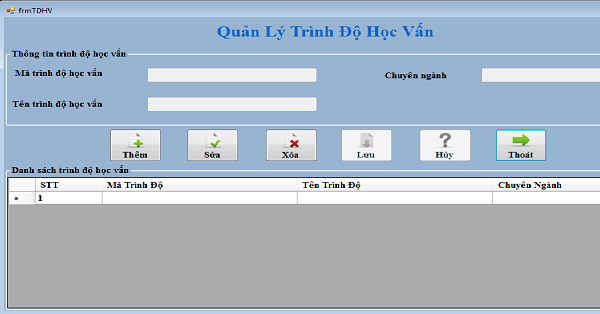 frmTDHV
Quản Lý Trình Độ Học Vấn
Thông tin trình độ học vấn
Mã trình độ học vấn Chuyên ngành
Tên trình độ học vấn
Thêm Sửa Xóa Lưu Hủy Thoát
Danh sách trình độ học vấn
STT Mã Trình Độ Tên Trình Độ Chuyên Ngành
1